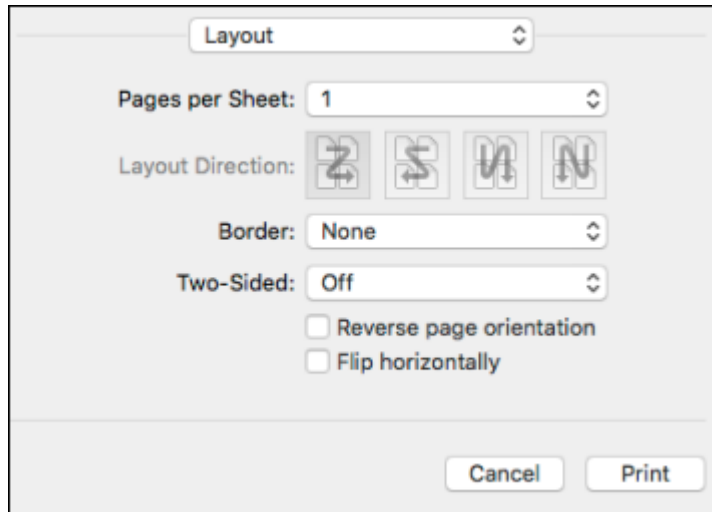 Layout
Pages per Sheet: 1
Layout Direction:
Border: None
Two-Sided: Off
Reverse page orientation
Flip horizontally
Cancel Print